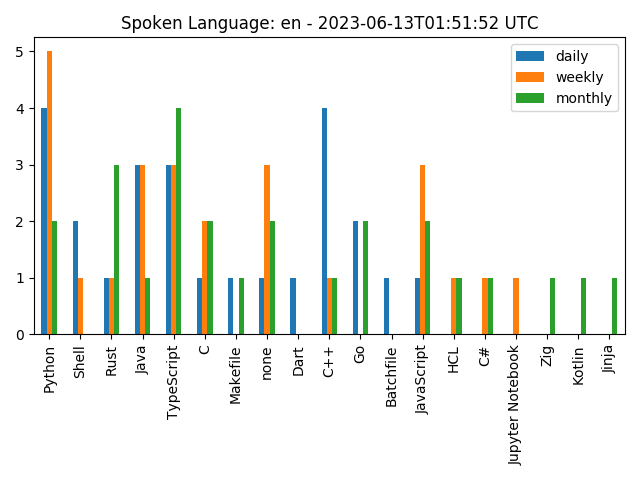 Spoken Language: en - 2023-06-13T01:51:52 UTC
daily
weekly
monthly
5
4
3
2
1
0
Python
Shell
Rust
Java
TypeScript
C
Makefile
none
Dart
C++
Go
Batchfile
JavaScript
HCL
C#
Jupyter Notebook
Zig
Kotlin
Jinja